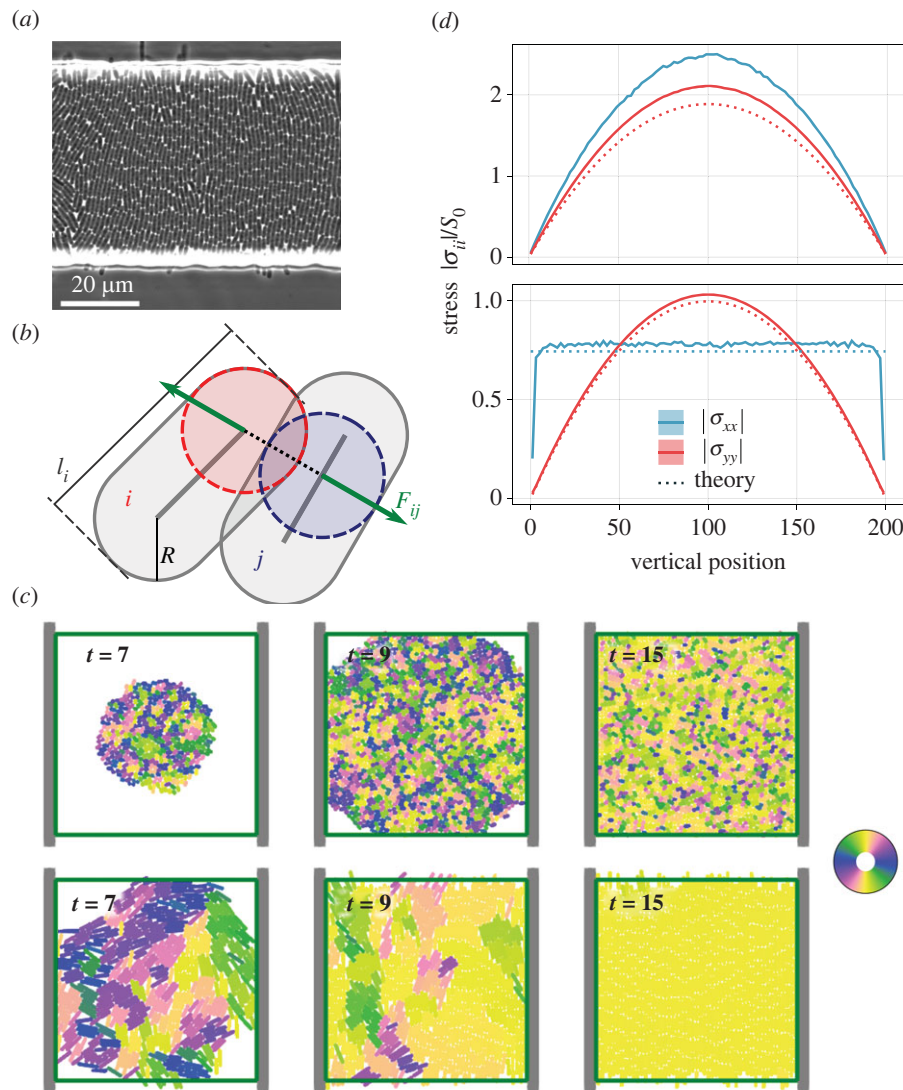 (a)
20 μm
(b)
l_i
i
R
j
F_ij
(c)
t = 7
t = 9
t = 15
t = 7
t = 9
t = 15
(d)
2
1
0
stress |σ_ii|/S_0
1.0
0.5
0
|σ_xx|
|σ_yy|
theory
0
50
100
150
200
vertical position